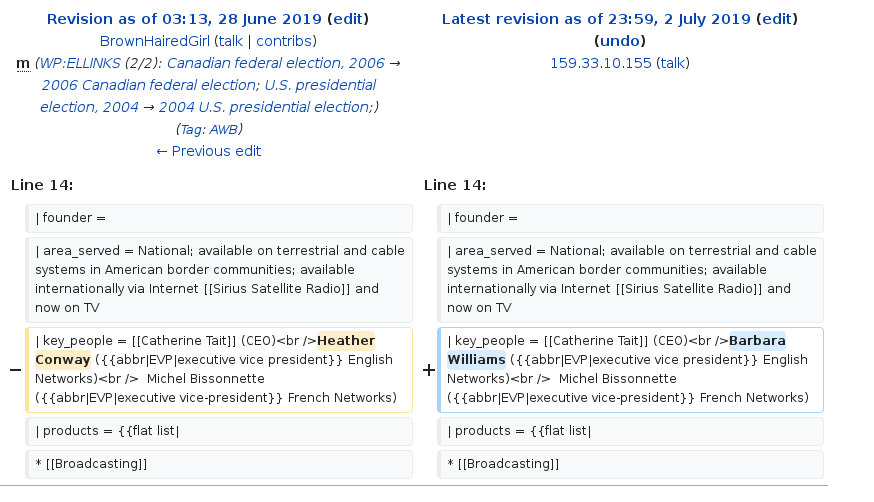 Revision as of 03:13, 28 June 2019 (edit)
BrownHairedGirl (talk | contribs)
m (WP:ELLINKS (2/2): Canadian federal election, 2006 →
2006 Canadian federal election; U.S. presidential
election, 2004 → 2004 U.S. presidential election;)
(Tag: AWB)
← Previous edit
Latest revision as of 23:59, 2 July 2019 (edit)
(undo)
159.33.10.155 (talk)
Line 14:
| founder =
| area_served = National; available on terrestrial and cable
systems in American border communities; available
internationally via Internet [[Sirius Satellite Radio]] and
now on TV
− | key_people = [[Catherine Tait]] (CEO)<br />Heather
Conway ({{abbr|EVP|executive vice president}} English
Networks)<br />  Michel Bissonnette
({{abbr|EVP|executive vice-president}} French Networks)
| products = {{flat list|
* [[Broadcasting]]
Line 14:
| founder =
| area_served = National; available on terrestrial and cable
systems in American border communities; available
internationally via Internet [[Sirius Satellite Radio]] and
now on TV
+ | key_people = [[Catherine Tait]] (CEO)<br />Barbara
Williams ({{abbr|EVP|executive vice president}} English
Networks)<br />  Michel Bissonnette
({{abbr|EVP|executive vice-president}} French Networks)
| products = {{flat list|
* [[Broadcasting]]